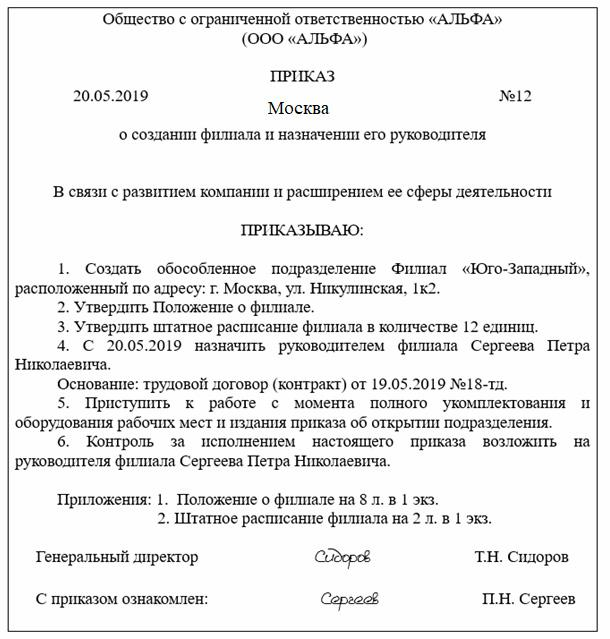 Общество с ограниченной ответственностью «АЛЬФА»
(ООО «АЛЬФА»)
ПРИКАЗ
20.05.2019 №12
Москва
о создании филиала и назначении его руководителя
В связи с развитием компании и расширением ее сферы деятельности
ПРИКАЗЫВАЮ:
1. Создать обособленное подразделение Филиал «Юго-Западный»,
расположенный по адресу: г. Москва, ул. Никулинская, 1к2.
2. Утвердить Положение о филиале.
3. Утвердить штатное расписание филиала в количестве 12 единиц.
4. С 20.05.2019 назначить руководителем филиала Сергеева Петра
Николаевича.
Основание: трудовой договор (контракт) от 19.05.2019 №18-тд.
5. Приступить к работе с момента полного укомплектования и
оборудования рабочих мест и издания приказа об открытии подразделения.
6. Контроль за исполнением настоящего приказа возложить на
руководителя филиала Сергеева Петра Николаевича.
Приложения: 1. Положение о филиале на 8 л. в 1 экз.
2. Штатное расписание филиала на 2 л. в 1 экз.
Генеральный директор Сидоров Т.Н. Сидоров
С приказом ознакомлен: Сергеев П.Н. Сергеев